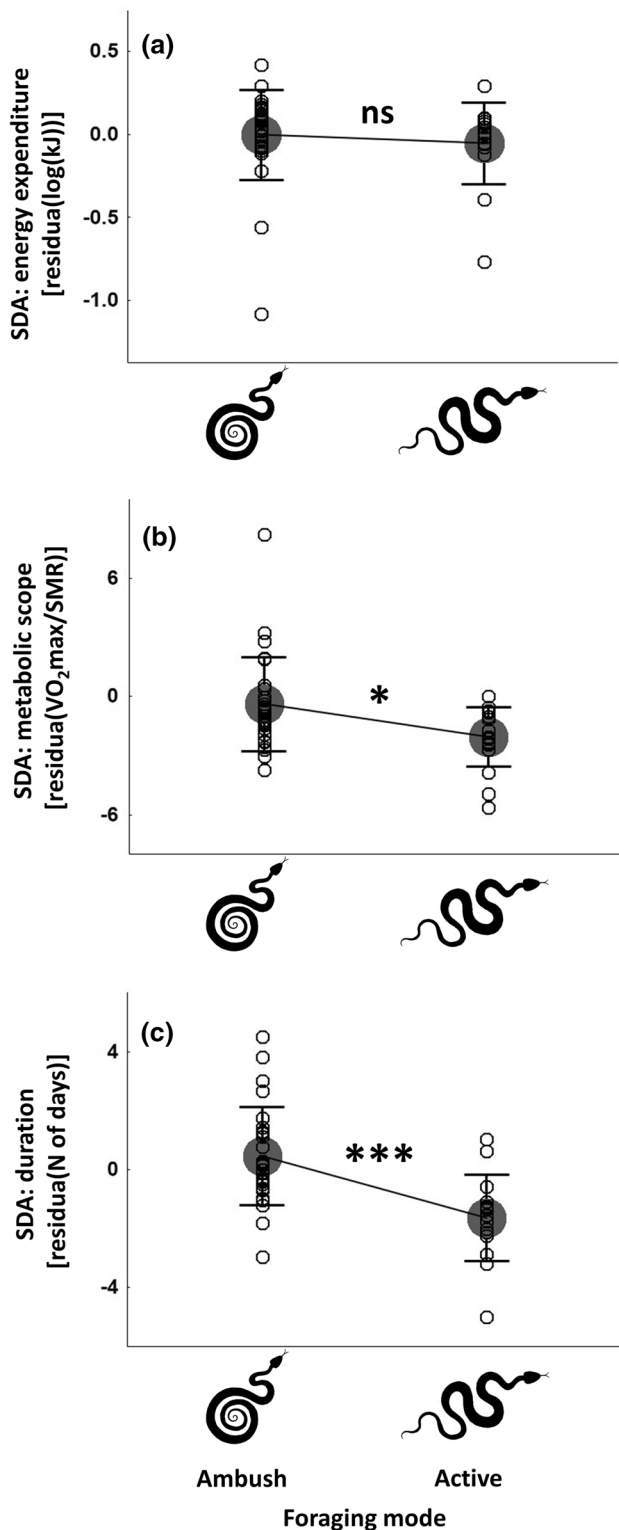 (a)
SDA: energy expenditure
[residua(log(kJ))]
0.5
0.0
-0.5
-1.0
ns
(b)
SDA: metabolic scope
[residua(VO₂max/SMR)]
6
0
-6
*
(c)
SDA: duration
[residua(N of days)]
4
0
-4
***
Ambush Active
Foraging mode